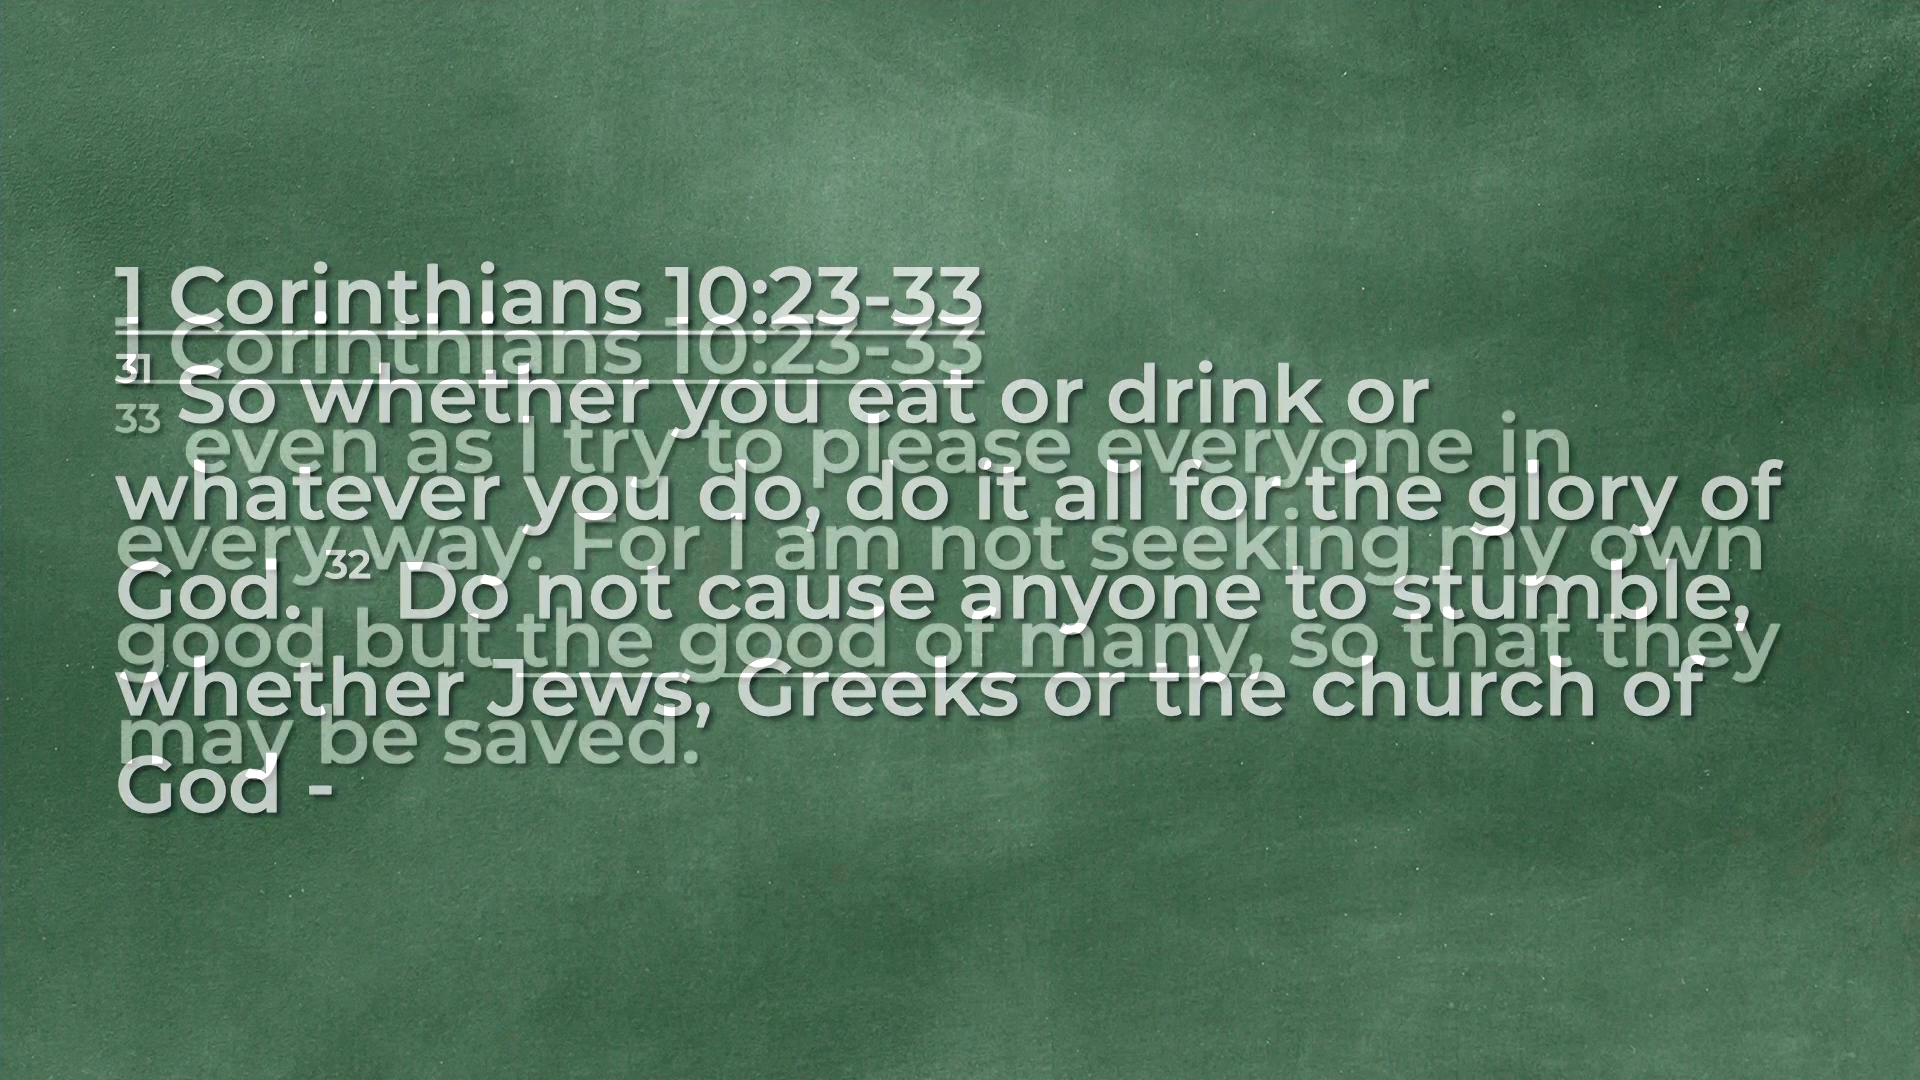 1 Corinthians 10:23-33
31 So whether you eat or drink or
whatever you do, do it all for the glory of
God. 32 Do not cause anyone to stumble,
whether Jews, Greeks or the church of
God -
1 Corinthians 10:23-33
33 even as I try to please everyone in
every way. For I am not seeking my own
good but the good of many, so that they
may be saved.